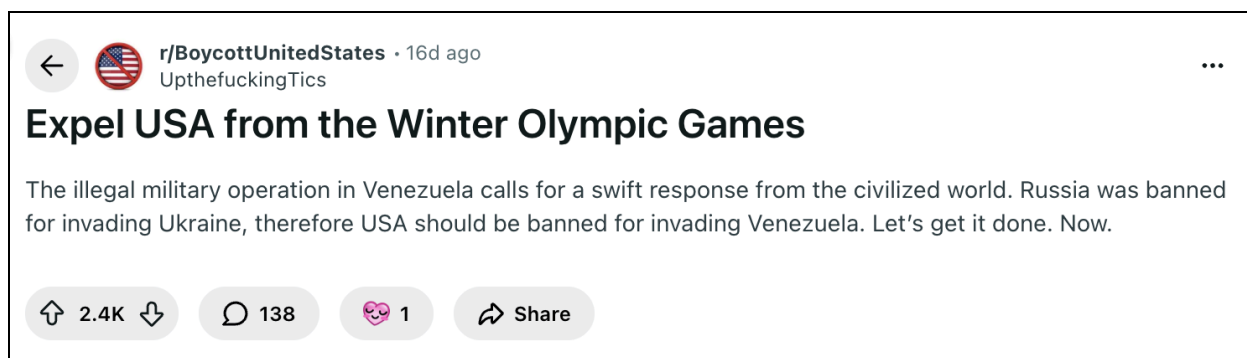 r/BoycottUnitedStates • 16d ago
UpthefuckingTics
Expel USA from the Winter Olympic Games
The illegal military operation in Venezuela calls for a swift response from the civilized world. Russia was banned
for invading Ukraine, therefore USA should be banned for invading Venezuela. Let’s get it done. Now.
2.4K 138 1 Share